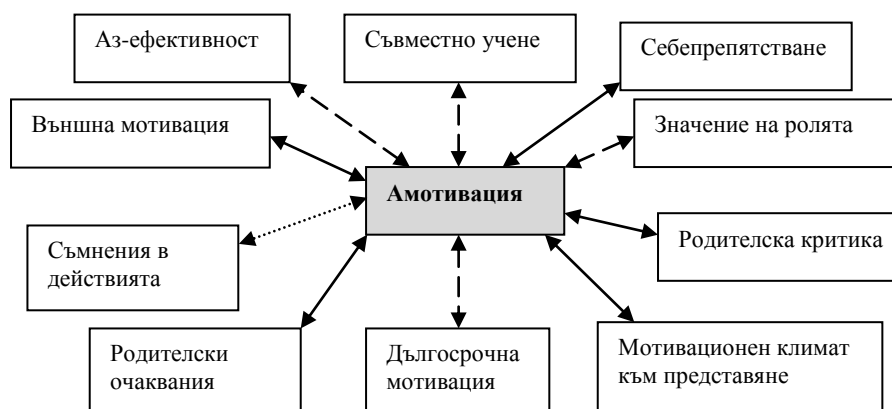 Аз-ефективност
Съвместно учене
Себепрепятстване
Външна мотивация
Значение на ролята
Амотивация
Съмнения в
действията
Родителска критика
Родителски
очаквания
Дългосрочна
мотивация
Мотивационен климат
към представяне